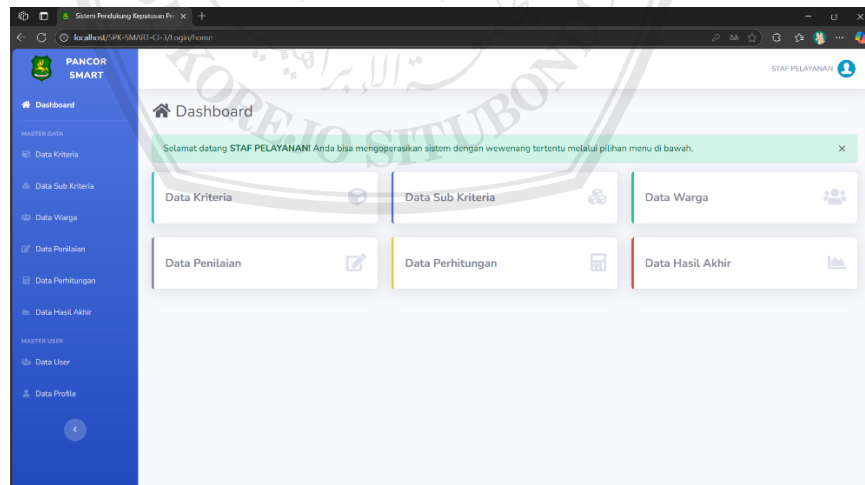 Sistem Pendukung Keputusan Pe
localhost/SPK-SMART-CI-3/Login/home
PANCOR
SMART
STAF PELAYANAN
Dashboard
MASTER DATA
Data Kriteria
Data Sub Kriteria
Data Warga
Data Penilaian
Data Perhitungan
Data Hasil Akhir
MASTER USER
Data User
Data Profile
Dashboard
Selamat datang STAF PELAYANAN! Anda bisa mengoperasikan sistem dengan wewenang tertentu melalui pilihan menu di bawah.
Data Kriteria
Data Sub Kriteria
Data Warga
Data Penilaian
Data Perhitungan
Data Hasil Akhir
KOREJO SITUBOND